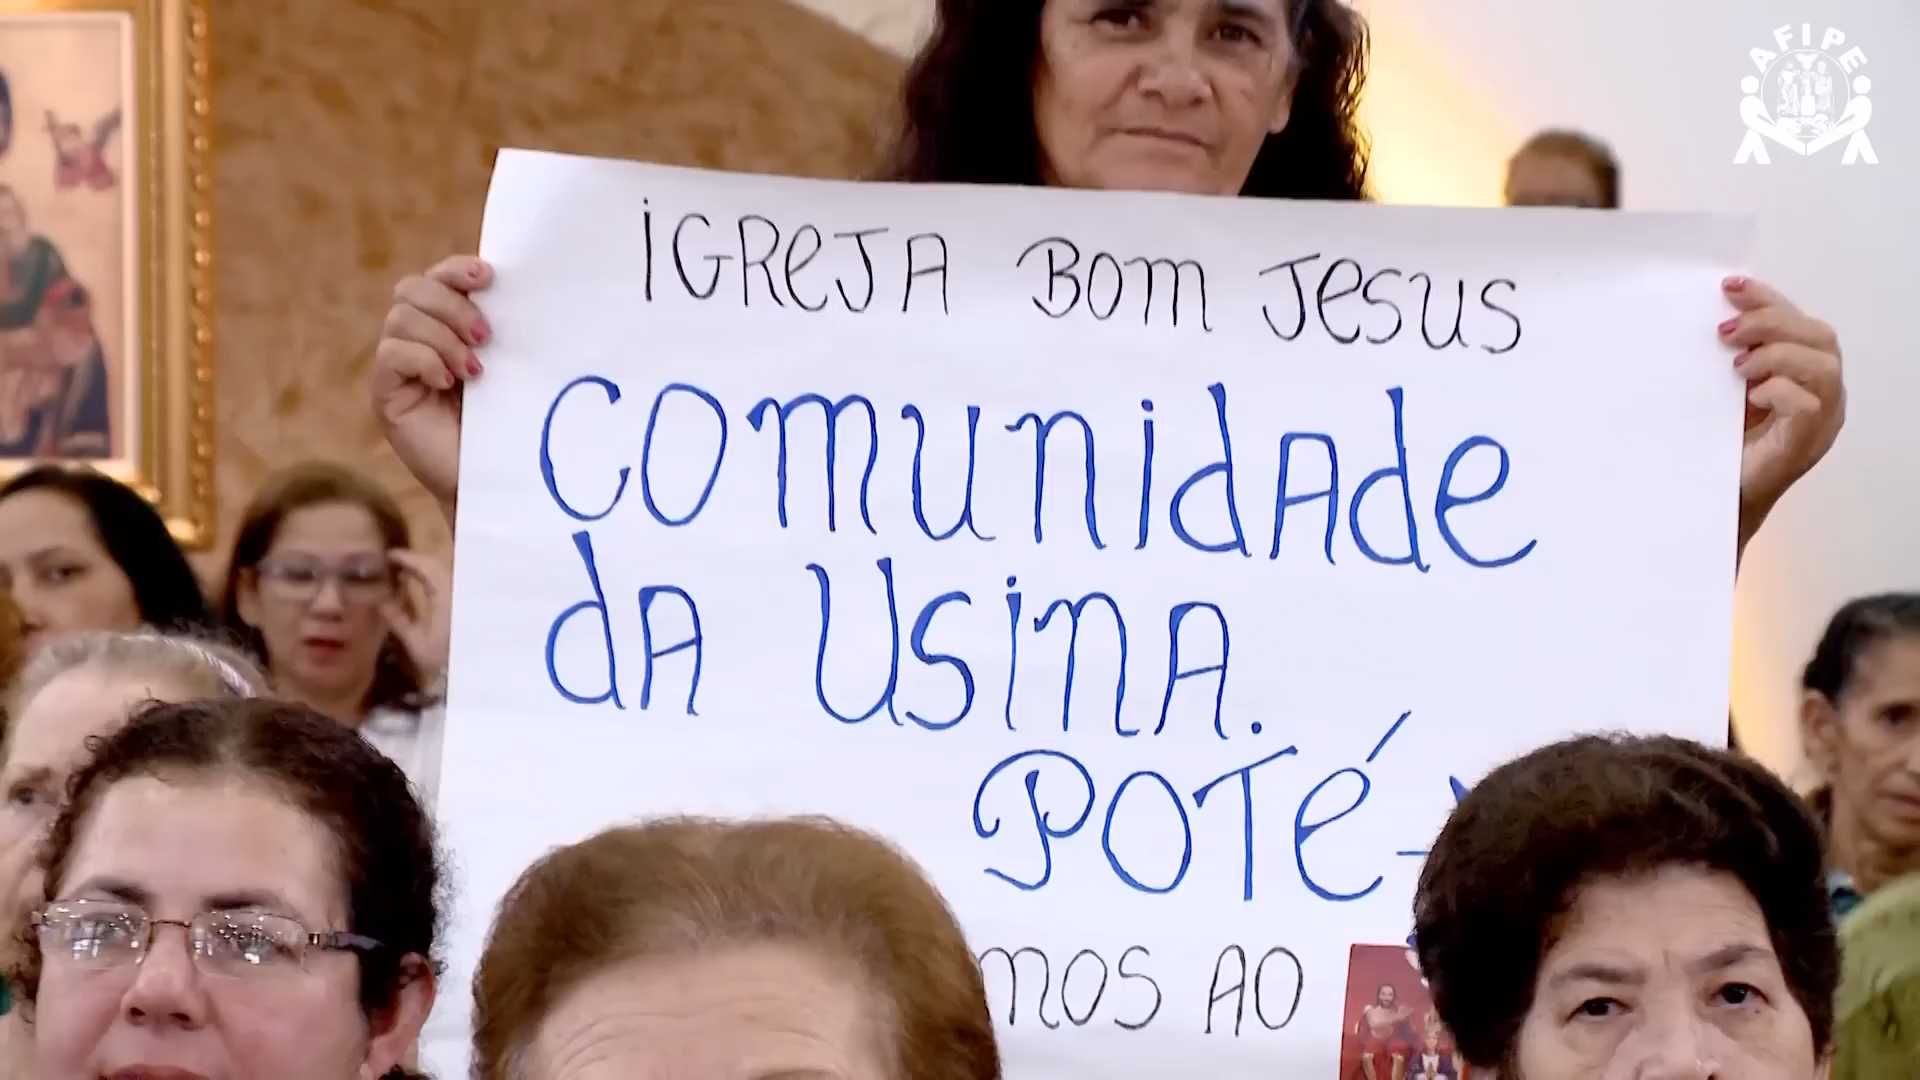 AFIPE
IGREJA BOM JESUS
COMUNIDADE
DA USINA.
POTÉ-
MOS AO